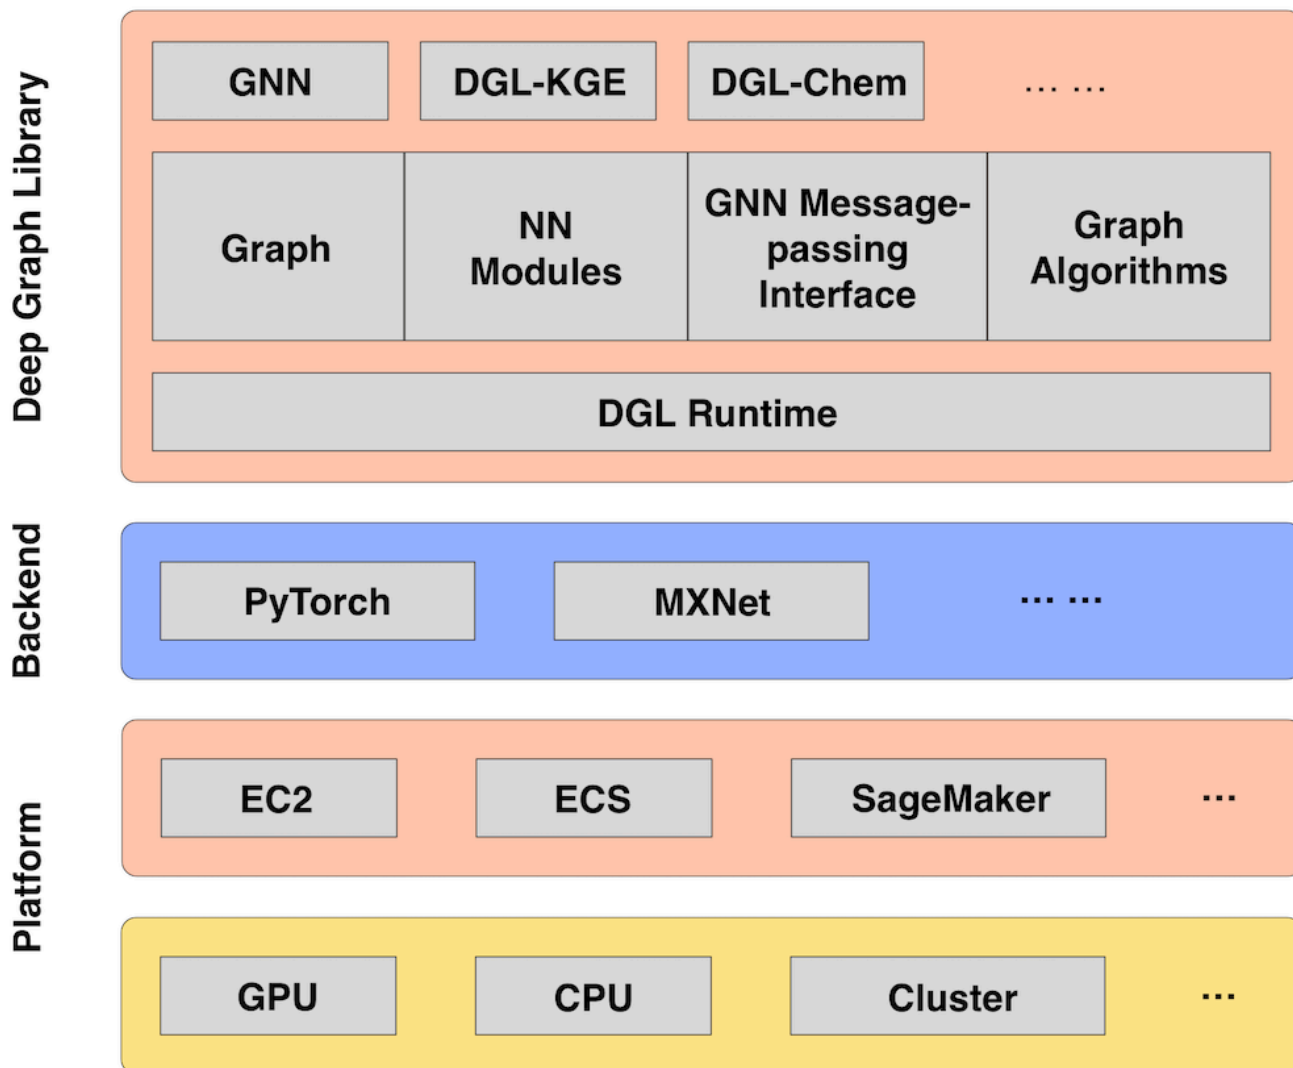 Deep Graph Library
GNN
DGL-KGE
DGL-Chem
... ...
Graph
NN
Modules
GNN Message-
passing
Interface
Graph
Algorithms
DGL Runtime
Backend
PyTorch
MXNet
... ...
Platform
EC2
ECS
SageMaker
...
GPU
CPU
Cluster
...